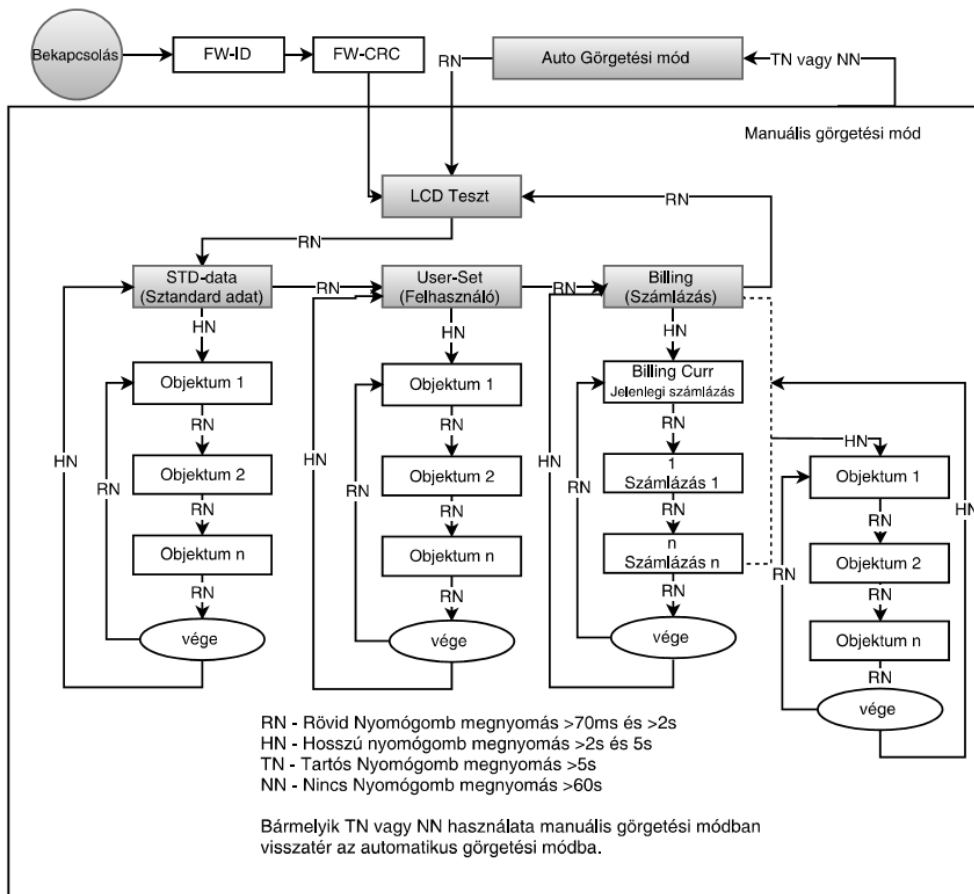 Bekapcsolás
FW-ID
FW-CRC
RN
Auto Görgetési mód
TN vagy NN
Manuális görgetési mód
LCD Teszt
RN
RN
STD-data
(Sztandard adat)
RN
User-Set
(Felhasználó)
RN
Billing
(Számlázás)
HN
HN
HN
Objektum 1
Objektum 1
Billing Curr
Jelenlegi számlázás
RN
RN
RN
HN
RN
Objektum 2
HN
RN
Objektum 2
HN
RN
1
Számlázás 1
HN
Objektum 1
HN
RN
RN
RN
RN
Objektum n
Objektum n
n
Számlázás n
RN
Objektum 2
RN
RN
RN
RN
vége
vége
vége
Objektum n
RN
vége
RN - Rövid Nyomógomb megnyomás >70ms és >2s
HN - Hosszú nyomógomb megnyomás >2s és 5s
TN - Tartós Nyomógomb megnyomás >5s
NN - Nincs Nyomógomb megnyomás >60s
Bármelyik TN vagy NN használata manuális görgetési módban
visszatér az automatikus görgetési módba.